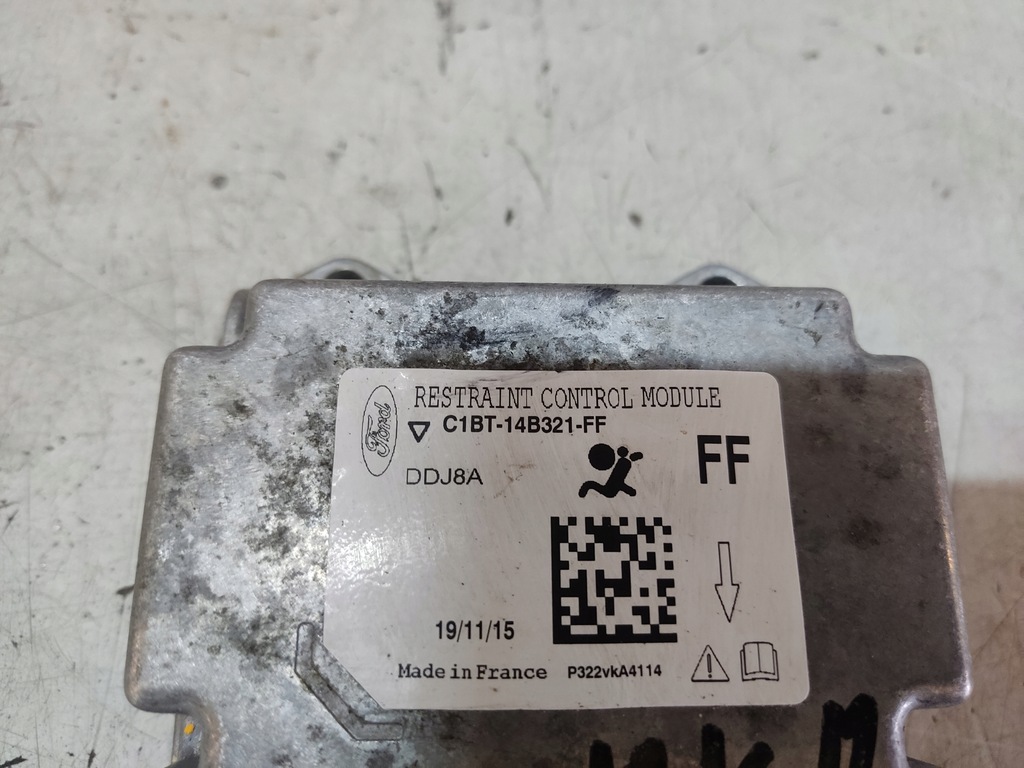 Ford
RESTRAINT CONTROL MODULE
C1BT-14B321-FF
DDJ8A
FF
19/11/15
Made in France P322vkA4114